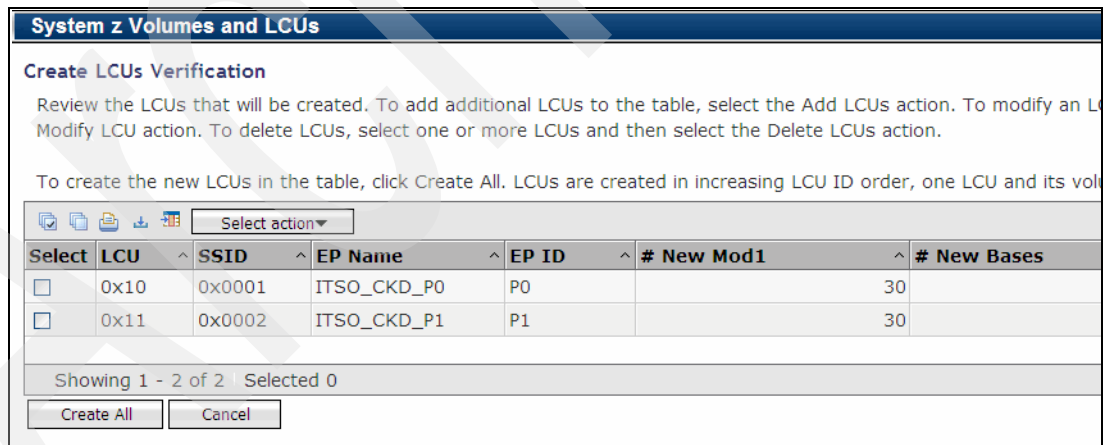 System z Volumes and LCUs
Create LCUs Verification
Review the LCUs that will be created. To add additional LCUs to the table, select the Add LCUs action. To modify an
Modify LCU action. To delete LCUs, select one or more LCUs and then select the Delete LCUs action.
To create the new LCUs in the table, click Create All. LCUs are created in increasing LCU ID order, one LCU and its
Select action
Select LCU SSID EP Name EP ID # New Mod1 # New Bases
0x10 0x0001 ITSO_CKD_P0 P0 30
0x11 0x0002 ITSO_CKD_P1 P1 30
Showing 1 - 2 of 2 Selected 0
Create All Cancel